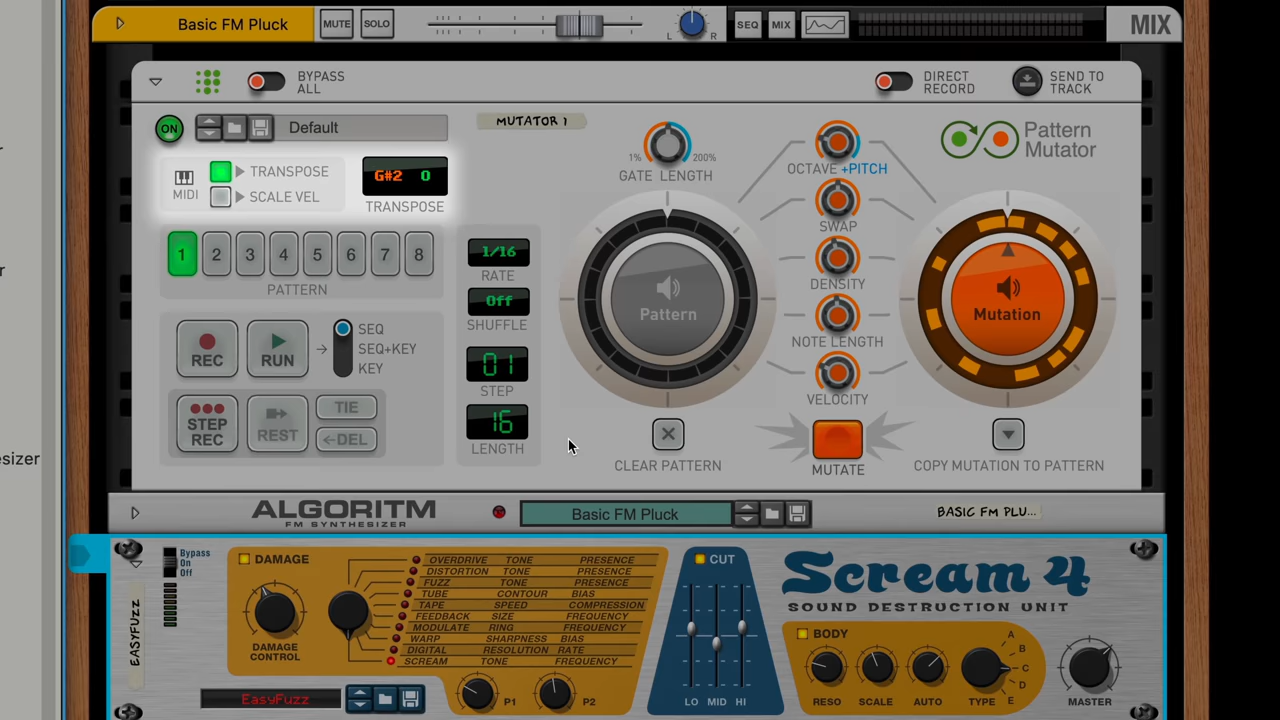 Basic FM Pluck
MUTE
SOLO
L R
SEQ
MIX
MIX
BYPASS
ALL
DIRECT
RECORD
SEND TO
TRACK
ON
Default
MUTATOR 1
1% 200%
GATE LENGTH
OCTAVE +PITCH
Pattern
Mutator
MIDI
TRANSPOSE
SCALE VEL
G#2 0
TRANSPOSE
SWAP
1 2 3 4 5 6 7 8
PATTERN
1/16
RATE
Off
SHUFFLE
DENSITY
Pattern
Mutation
REC
RUN
SEQ
SEQ+KEY
KEY
01
STEP
NOTE LENGTH
VELOCITY
STEP
REC
REST
TIE
←DEL
16
LENGTH
CLEAR PATTERN
MUTATE
COPY MUTATION TO PATTERN
sizer
ALGORITM
FM SYNTHESIZER
Basic FM Pluck
BASIC FM PLU...
Bypass
On
Off
EASYFUZZ
DAMAGE
DAMAGE
CONTROL
OVERDRIVE TONE PRESENCE
DISTORTION TONE PRESENCE
FUZZ TONE PRESENCE
TUBE CONTOUR BIAS
TAPE SPEED COMPRESSION
FEEDBACK SIZE FREQUENCY
MODULATE RING FREQUENCY
WARP SHARPNESS BIAS
DIGITAL RESOLUTION RATE
SCREAM TONE FREQUENCY
EasyFuzz
P1
P2
CUT
LO MID HI
Scream 4
SOUND DESTRUCTION UNIT
BODY
RESO
SCALE
AUTO
TYPE
A
B
C
D
E
MASTER